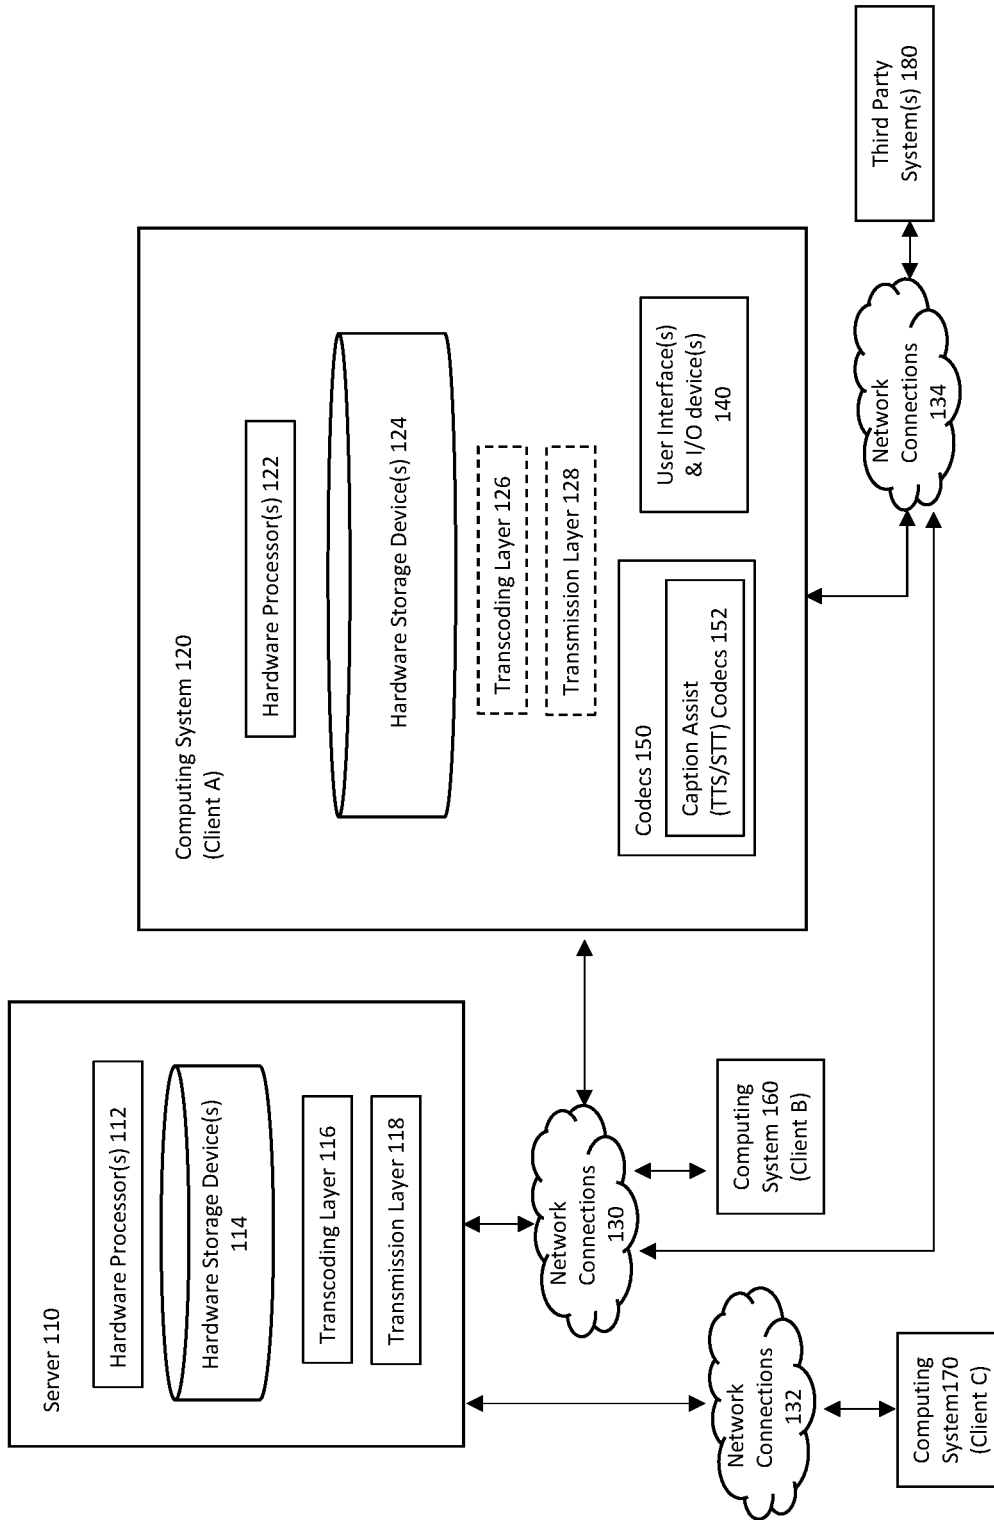 Server 110
Hardware Processor(s) 112
Hardware Storage Device(s)
114
Transcoding Layer 116
Transmission Layer 118
Computing System 120
(Client A)
Hardware Processor(s) 122
Hardware Storage Device(s) 124
Transcoding Layer 126
Transmission Layer 128
Codecs 150
Caption Assist
(TTS/STT) Codecs 152
User Interface(s)
& I/O device(s)
140
Network
Connections
130
Network
Connections
132
Network
Connections
134
Computing
System 160
(Client B)
Computing
System170
(Client C)
Third Party
System(s) 180